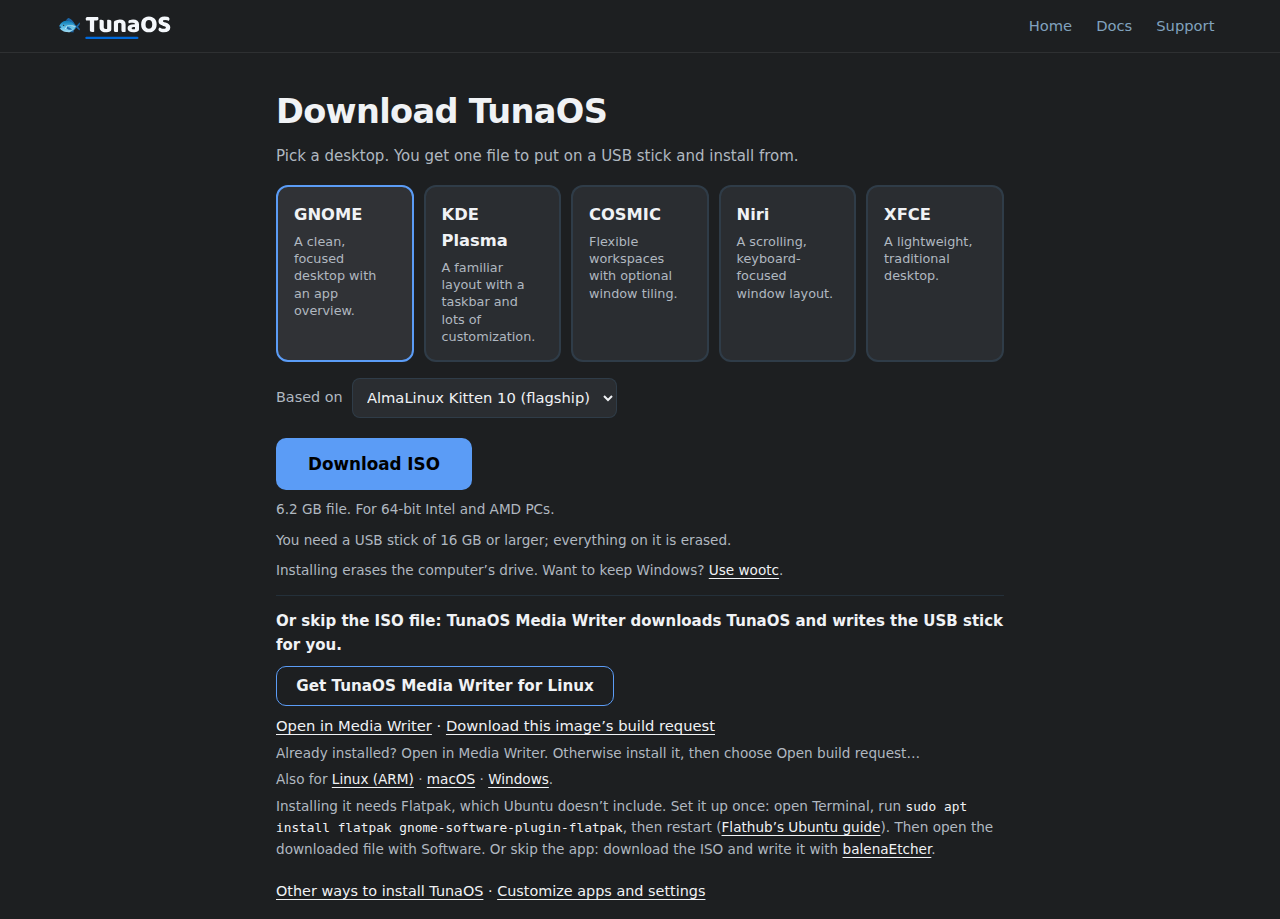 TunaOS
Home Docs Support
Download TunaOS
Pick a desktop. You get one file to put on a USB stick and install from.
GNOME
A clean,
focused
desktop with
an app
overview.
KDE
Plasma
A familiar
layout with a
taskbar and
lots of
customization.
COSMIC
Flexible
workspaces
with optional
window tiling.
Niri
A scrolling,
keyboard-
focused
window layout.
XFCE
A lightweight,
traditional
desktop.
Based on AlmaLinux Kitten 10 (flagship)
Download ISO
6.2 GB file. For 64-bit Intel and AMD PCs.
You need a USB stick of 16 GB or larger; everything on it is erased.
Installing erases the computer’s drive. Want to keep Windows? Use wootc.
Or skip the ISO file: TunaOS Media Writer downloads TunaOS and writes the USB stick
for you.
Get TunaOS Media Writer for Linux
Open in Media Writer · Download this image’s build request
Already installed? Open in Media Writer. Otherwise install it, then choose Open build request…
Also for Linux (ARM) · macOS · Windows.
Installing it needs Flatpak, which Ubuntu doesn’t include. Set it up once: open Terminal, run sudo apt
install flatpak gnome-software-plugin-flatpak, then restart (Flathub’s Ubuntu guide). Then open the
downloaded file with Software. Or skip the app: download the ISO and write it with balenaEtcher.
Other ways to install TunaOS · Customize apps and settings